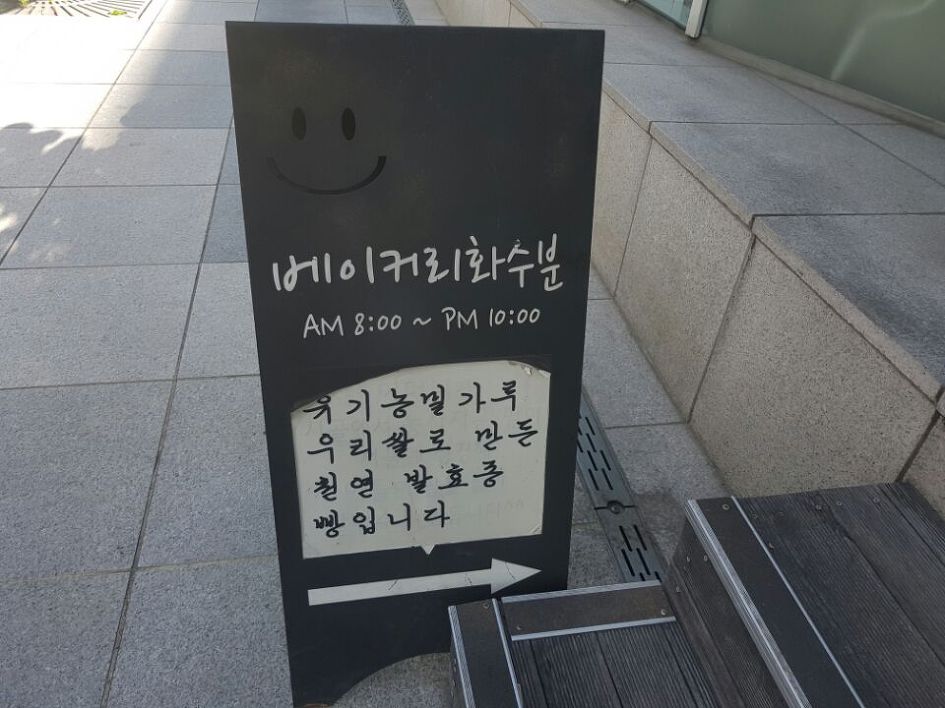 베이커리화수분
AM 8:00 ~ PM 10:00
유기농밀가루
우리쌀로 만든
천연 발효종
빵입니다